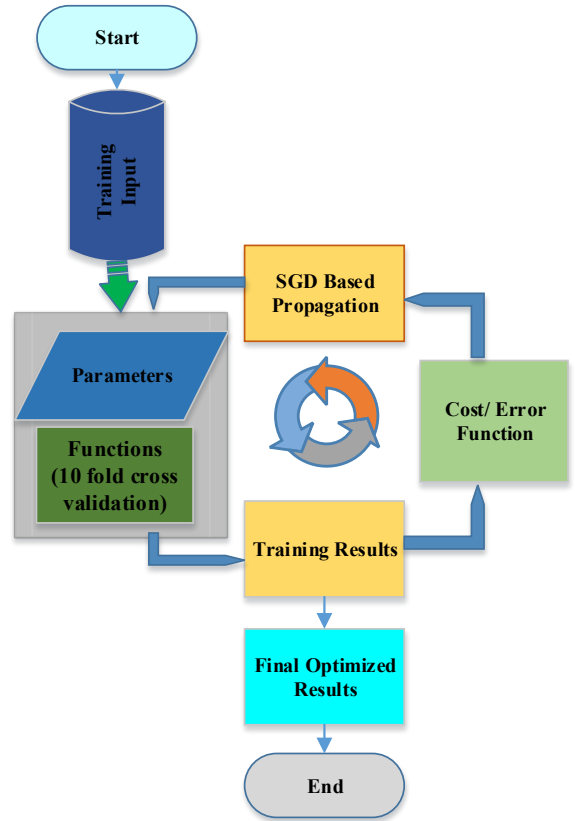 Start
Training
Input
SGD Based
Propagation
Parameters
Cost/ Error
Function
Functions
(10 fold cross
validation)
Training Results
Final Optimized
Results
End